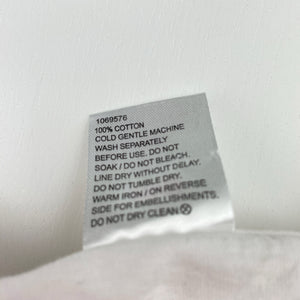 1069576
100% COTTON
COLD GENTLE MACHINE
WASH SEPARATELY
BEFORE USE. DO NOT
SOAK / DO NOT BLEACH.
LINE DRY WITHOUT DELAY.
DO NOT TUMBLE DRY.
WARM IRON / ON REVERSE
SIDE FOR EMBELLISHMENTS.
DO NOT DRY CLEAN